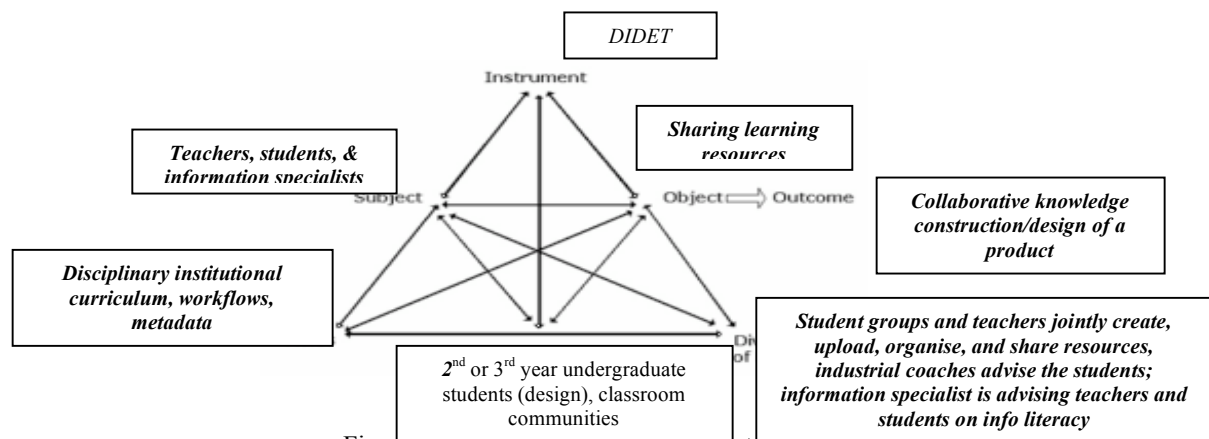 DIDET
Instrument
Sharing learning
resources
Teachers, students, &
information specialists
Subject
Object
Outcome
Collaborative knowledge
construction/design of a
product
Disciplinary institutional
curriculum, workflows,
metadata
Student groups and teachers jointly create,
upload, organise, and share resources,
industrial coaches advise the students;
information specialist is advising teachers and
students on info literacy
of
2nd or 3rd year undergraduate
students (design), classroom
communities